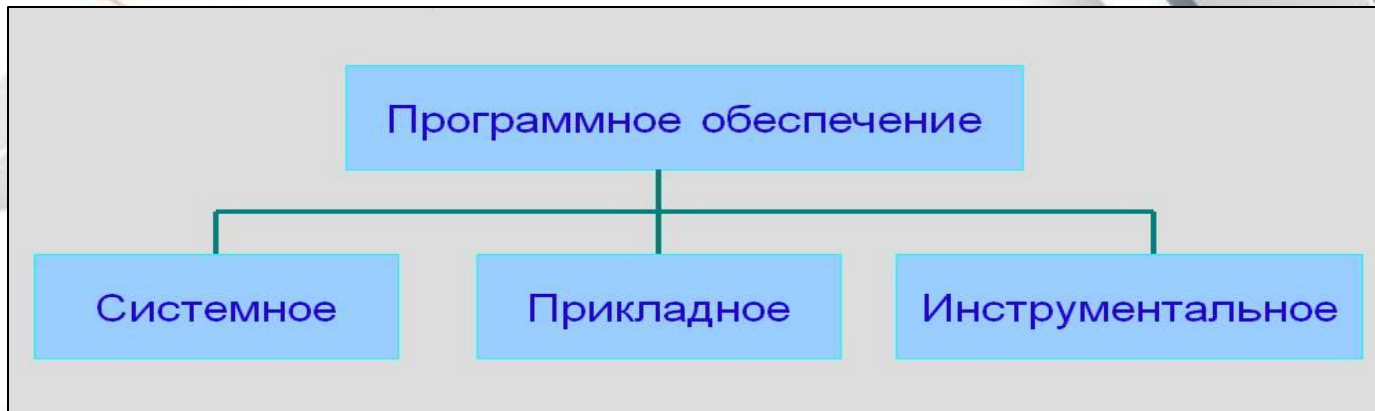 Программное обеспечение
Системное
Прикладное
Инструментальное